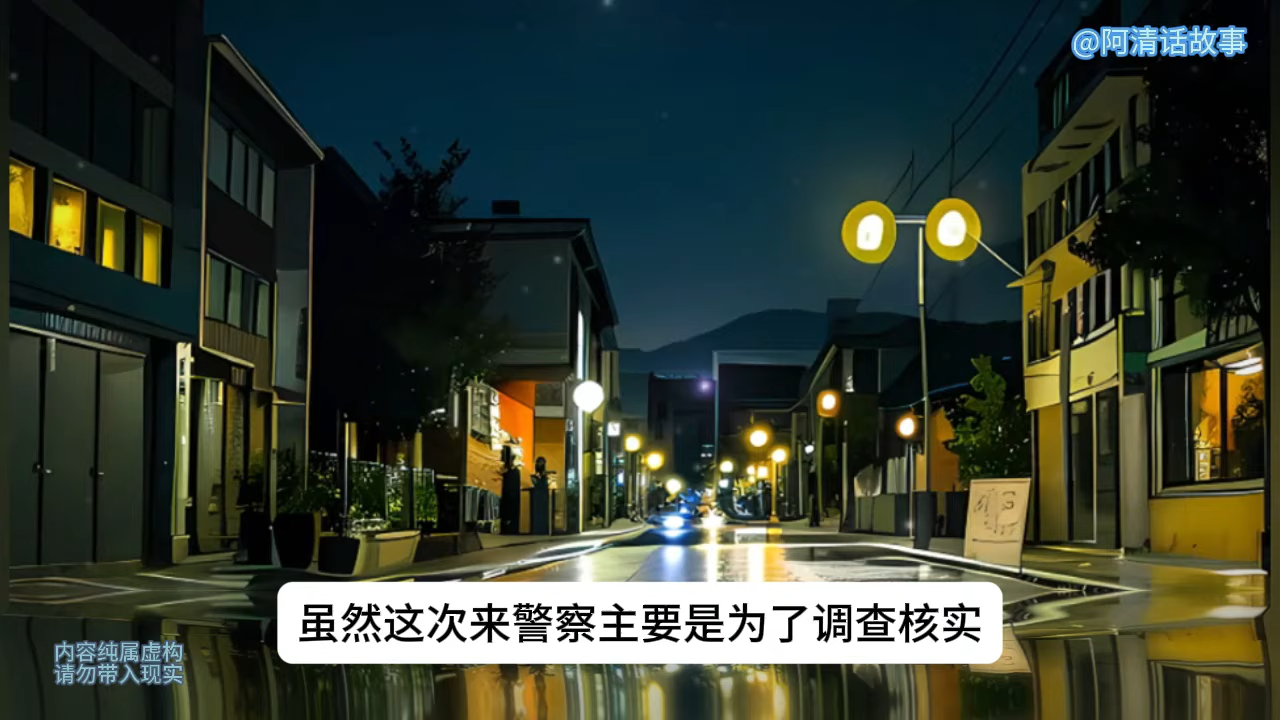 @阿清话故事
虽然这次来警察主要是为了调查核实
内容纯属虚构
请勿带入现实